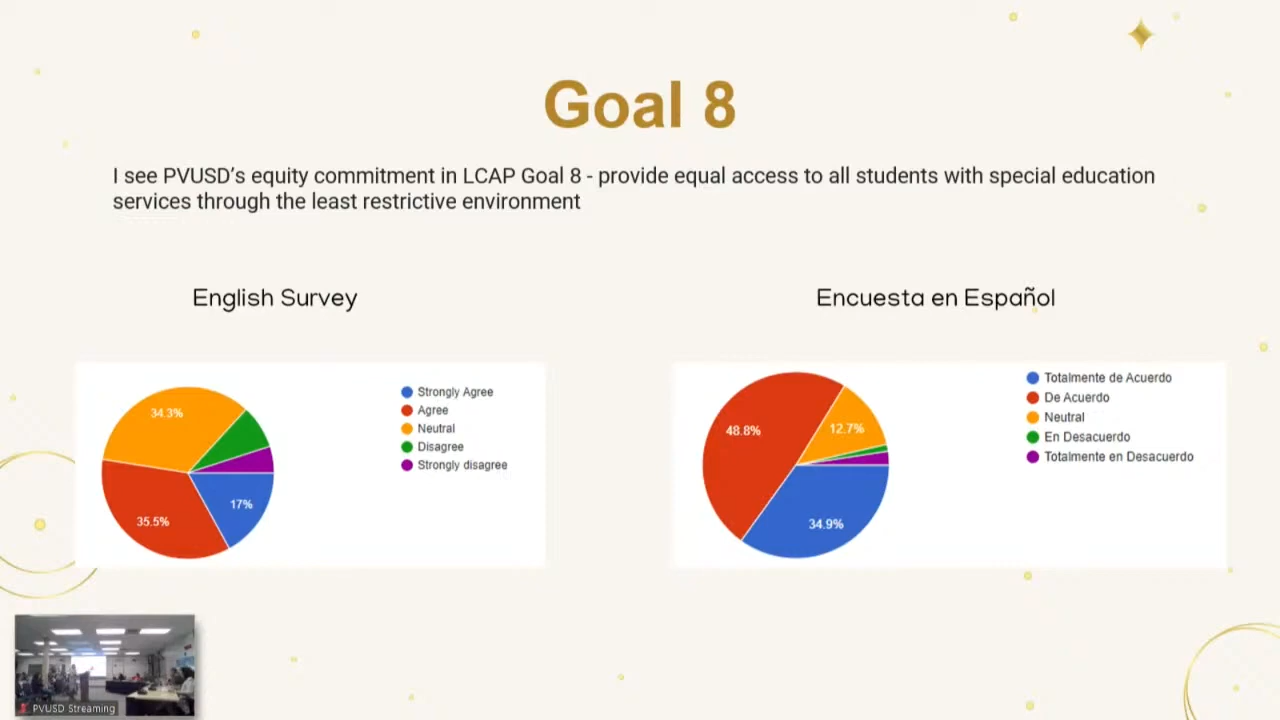 Goal 8
I see PVUSD’s equity commitment in LCAP Goal 8 - provide equal access to all students with special education
services through the least restrictive environment
English Survey
34.3%
35.5%
17%
Strongly Agree
Agree
Neutral
Disagree
Strongly disagree
Encuesta en Español
48.8%
12.7%
34.9%
Totalmente de Acuerdo
De Acuerdo
Neutral
En Desacuerdo
Totalmente en Desacuerdo
PVUSD Streaming